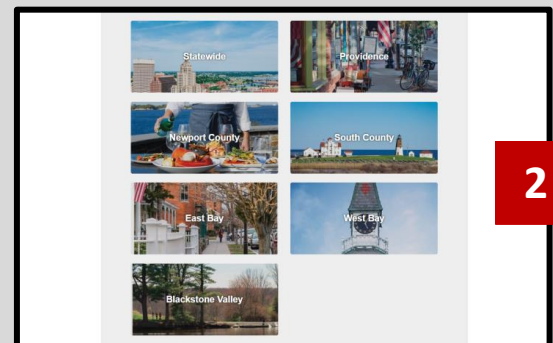 Statewide
Providence
Newport County
South County
East Bay
West Bay
Blackstone Valley
2